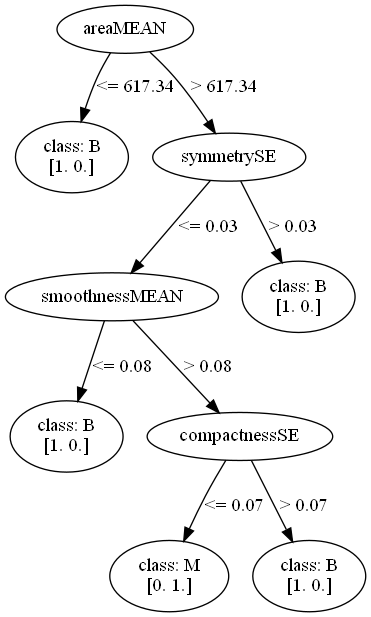 areaMEAN
<= 617.34
> 617.34
class: B
[1. 0.]
symmetrySE
<= 0.03
> 0.03
smoothnessMEAN
class: B
[1. 0.]
<= 0.08
> 0.08
class: B
[1. 0.]
compactnessSE
<= 0.07
> 0.07
class: M
[0. 1.]
class: B
[1. 0.]